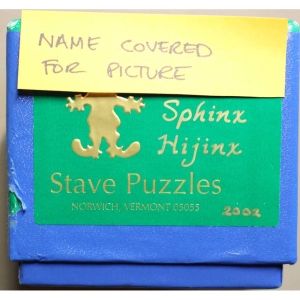 NAME COVERED
FOR PICTURE
Sphinx
Hijinx
Stave Puzzles
NORWICH, VERMONT 05055
2002